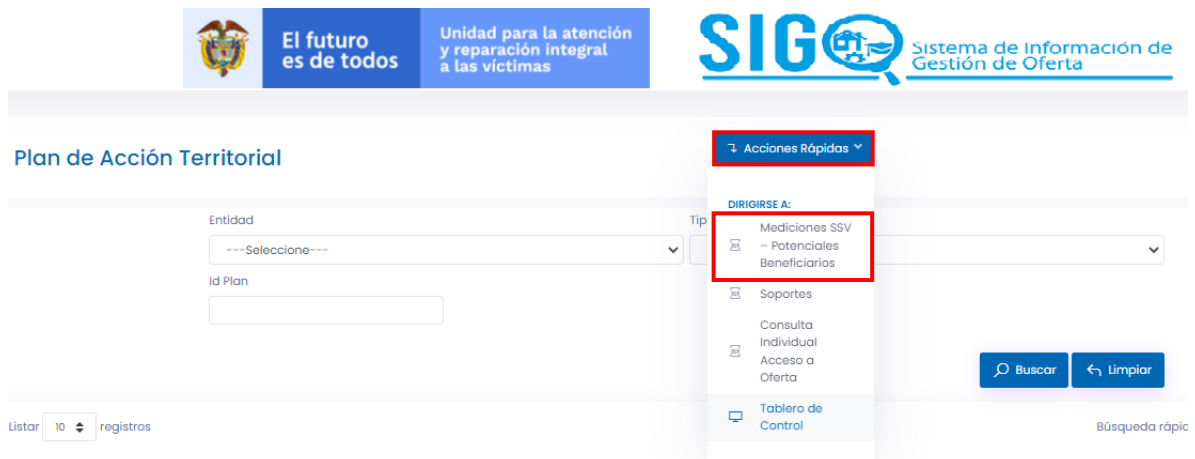 El futuro
es de todos
Unidad para la atención
y reparación integral
a las víctimas
SIG
Sistema de Información de
Gestión de Oferta
Plan de Acción Territorial
Acciones Rápidas
DIRIGIRSE A:
Mediciones SSV
– Potenciales
Beneficiarios
Soportes
Consulta
Individual
Acceso a
Oferta
Tablero de
Control
Entidad
---Seleccione---
Tip
Id Plan
Buscar
Limpiar
Listar 10 registros
Búsqueda rápid